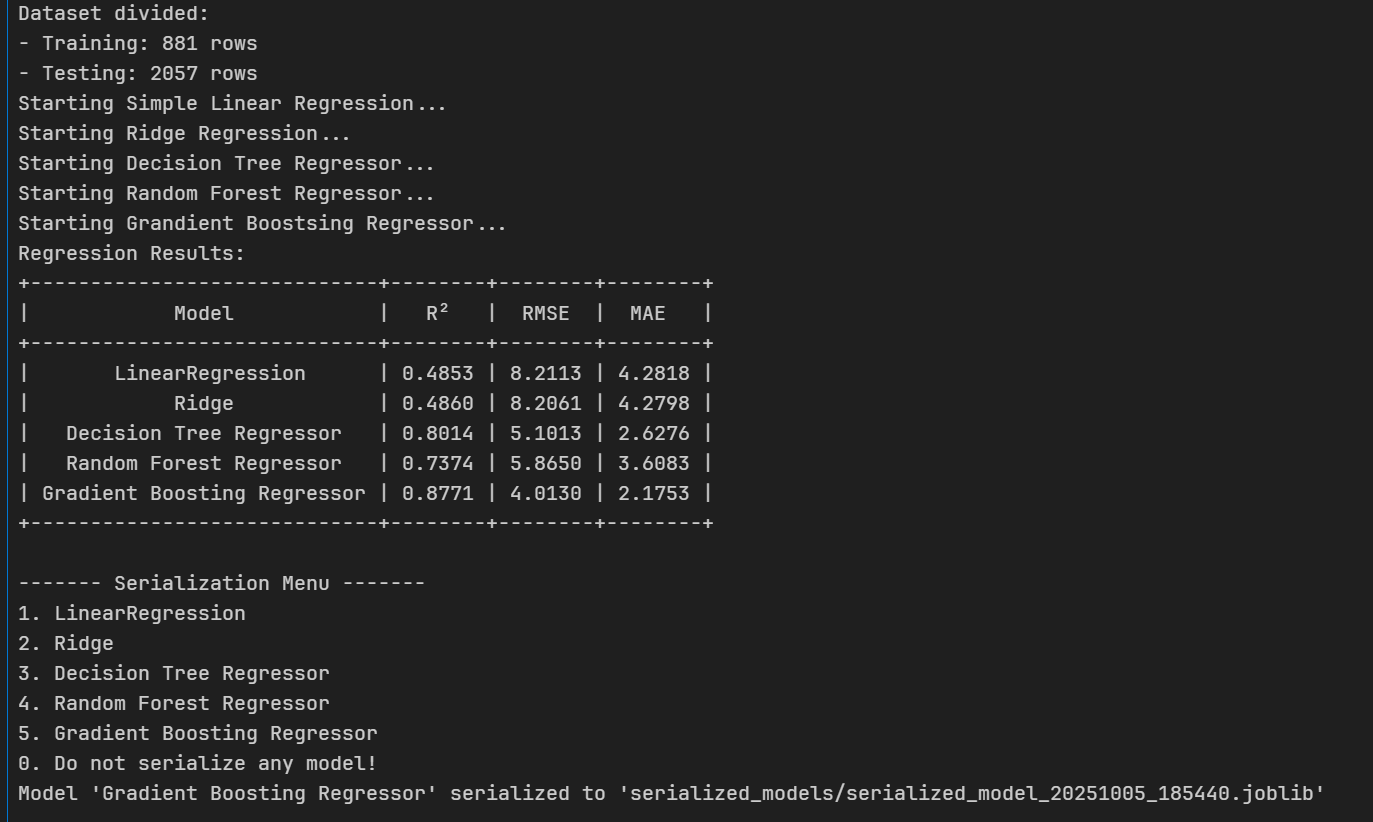 Dataset divided:
- Training: 881 rows
- Testing: 2057 rows
Starting Simple Linear Regression...
Starting Ridge Regression...
Starting Decision Tree Regressor...
Starting Random Forest Regressor...
Starting Grandient Boostsing Regressor...
Regression Results:
+-----------------------------+--------+--------+--------+
|            Model            |   R²   |  RMSE  |  MAE   |
+-----------------------------+--------+--------+--------+
|       LinearRegression      | 0.4853 | 8.2113 | 4.2818 |
|            Ridge            | 0.4860 | 8.2061 | 4.2798 |
|   Decision Tree Regressor   | 0.8014 | 5.1013 | 2.6276 |
|   Random Forest Regressor   | 0.7374 | 5.8650 | 3.6083 |
| Gradient Boosting Regressor | 0.8771 | 4.0130 | 2.1753 |
+-----------------------------+--------+--------+--------+
------- Serialization Menu -------
1. LinearRegression
2. Ridge
3. Decision Tree Regressor
4. Random Forest Regressor
5. Gradient Boosting Regressor
0. Do not serialize any model!
Model 'Gradient Boosting Regressor' serialized to 'serialized_models/serialized_model_20251005_185440.joblib'